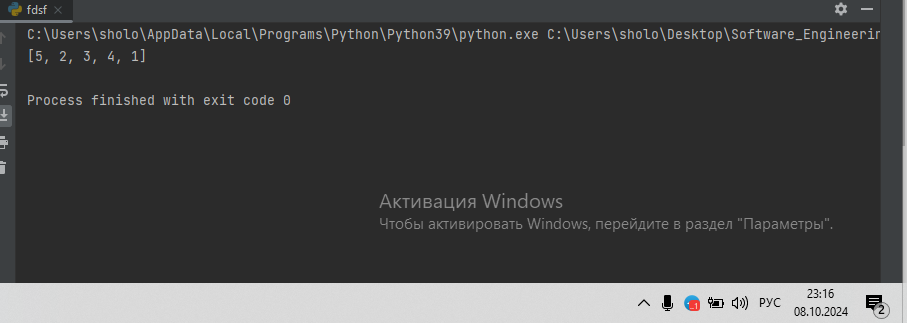 fdsf
C:\Users\sholo\AppData\Local\Programs\Python\Python39\python.exe C:\Users\sholo\Desktop\Software_Engineerin
[5, 2, 3, 4, 1]
Process finished with exit code 0
Активация Windows
Чтобы активировать Windows, перейдите в раздел "Параметры".
23:16
РУС
08.10.2024
2